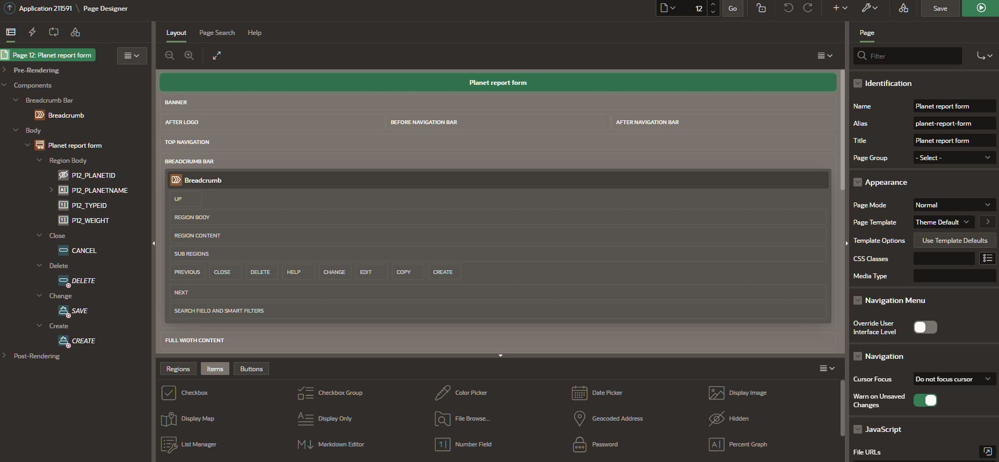 Application 211591 \ Page Designer
12
Go
Save
Page 12: Planet report form
Pre-Rendering
Components
Breadcrumb Bar
Breadcrumb
Body
Planet report form
Region Body
P12_PLANETID
P12_PLANETNAME
P12_TYPEID
P12_WEIGHT
Close
CANCEL
Delete
DELETE
Change
SAVE
Create
CREATE
Post-Rendering
Layout Page Search Help
Planet report form
BANNER
AFTER LOGO BEFORE NAVIGATION BAR AFTER NAVIGATION BAR
TOP NAVIGATION
BREADCRUMB BAR
Breadcrumb
UP
REGION BODY
REGION CONTENT
SUB REGIONS
PREVIOUS CLOSE DELETE HELP CHANGE EDIT COPY CREATE
NEXT
SEARCH FIELD AND SMART FILTERS
FULL WIDTH CONTENT
Regions Items Buttons
Checkbox Checkbox Group Color Picker Date Picker Display Image
Display Map Display Only File Browse... Geocoded Address Hidden
List Manager Markdown Editor Number Field Password Percent Graph
Page
Filter
Identification
Name Planet report form
Alias planet-report-form
Title Planet report form
Page Group - Select -
Appearance
Page Mode Normal
Page Template Theme Default
Template Options Use Template Defaults
CSS Classes
Media Type
Navigation Menu
Override User
Interface Level
Navigation
Cursor Focus Do not focus cursor
Warn on Unsaved
Changes
JavaScript
File URLs